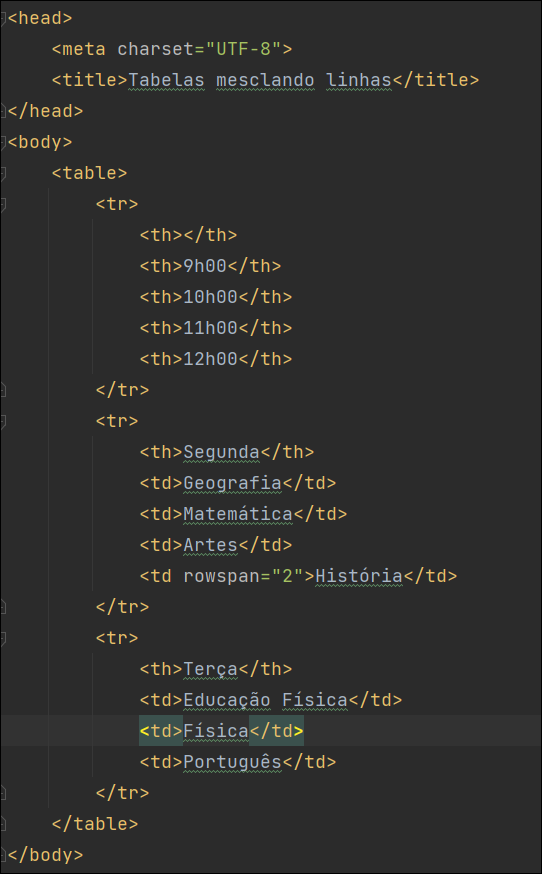 <head>
    <meta charset="UTF-8">
    <title>Tabelas mesclando linhas</title>
</head>
<body>
    <table>
        <tr>
            <th></th>
            <th>9h00</th>
            <th>10h00</th>
            <th>11h00</th>
            <th>12h00</th>
        </tr>
        <tr>
            <th>Segunda</th>
            <td>Geografia</td>
            <td>Matemática</td>
            <td>Artes</td>
            <td rowspan="2">História</td>
        </tr>
        <tr>
            <th>Terça</th>
            <td>Educação Física</td>
            <td>Física</td>
            <td>Português</td>
        </tr>
    </table>
</body>